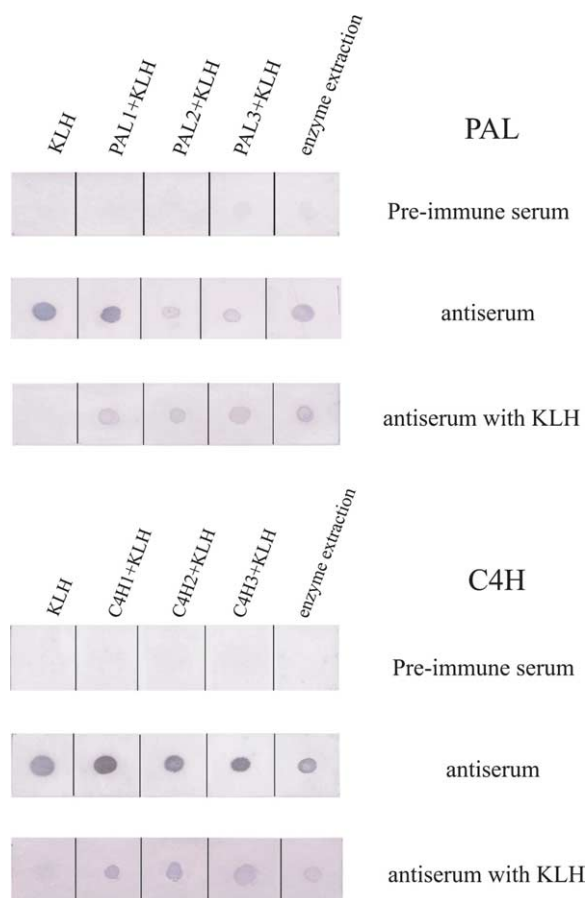 KLH
PAL1+KLH
PAL2+KLH
PAL3+KLH
enzyme extraction
PAL
Pre-immune serum
antiserum
antiserum with KLH
KLH
C4H1+KLH
C4H2+KLH
C4H3+KLH
enzyme extraction
C4H
Pre-immune serum
antiserum
antiserum with KLH